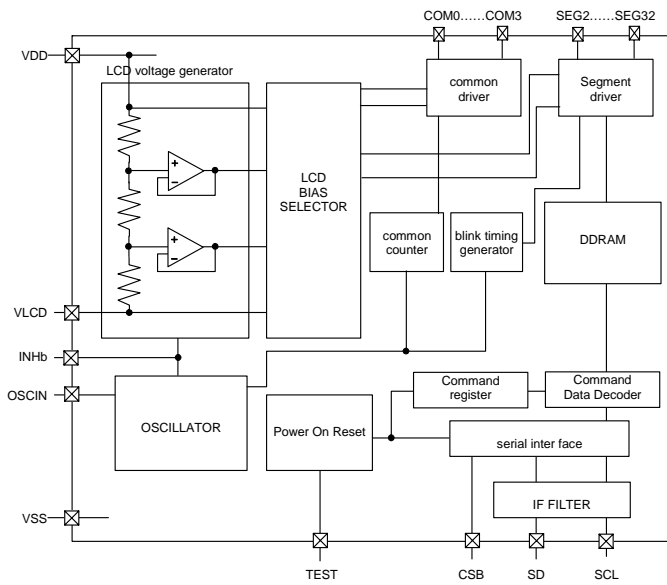 COM0……COM3
SEG2……SEG32
VDD
LCD voltage generator
common
driver
Segment
driver
LCD
BIAS
SELECTOR
common
counter
blink timing
generator
DDRAM
VLCD
INHb
OSCIN
OSCILLATOR
Power On Reset
Command
register
Command
Data Decoder
serial inter face
IF FILTER
VSS
TEST
CSB
SD
SCL